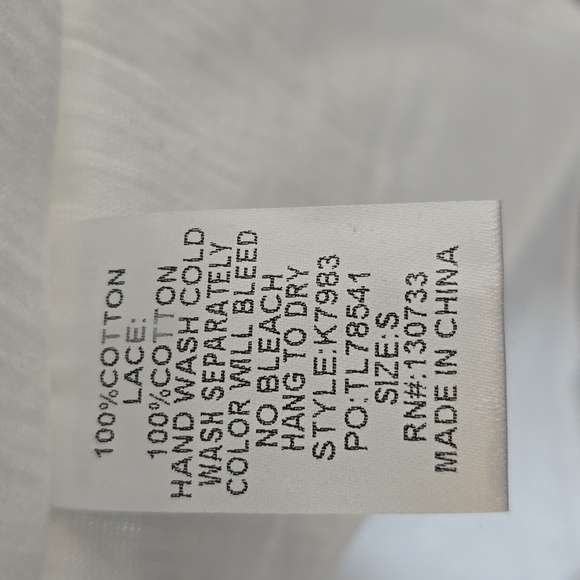 100%COTTON
LACE:
100%COTTON
HAND WASH COLD
WASH SEPARATELY
COLOR WILL BLEED
NO BLEACH
HANG TO DRY
STYLE:K7983
PO:TL78541
SIZE:S
RN#:130733
MADE IN CHINA